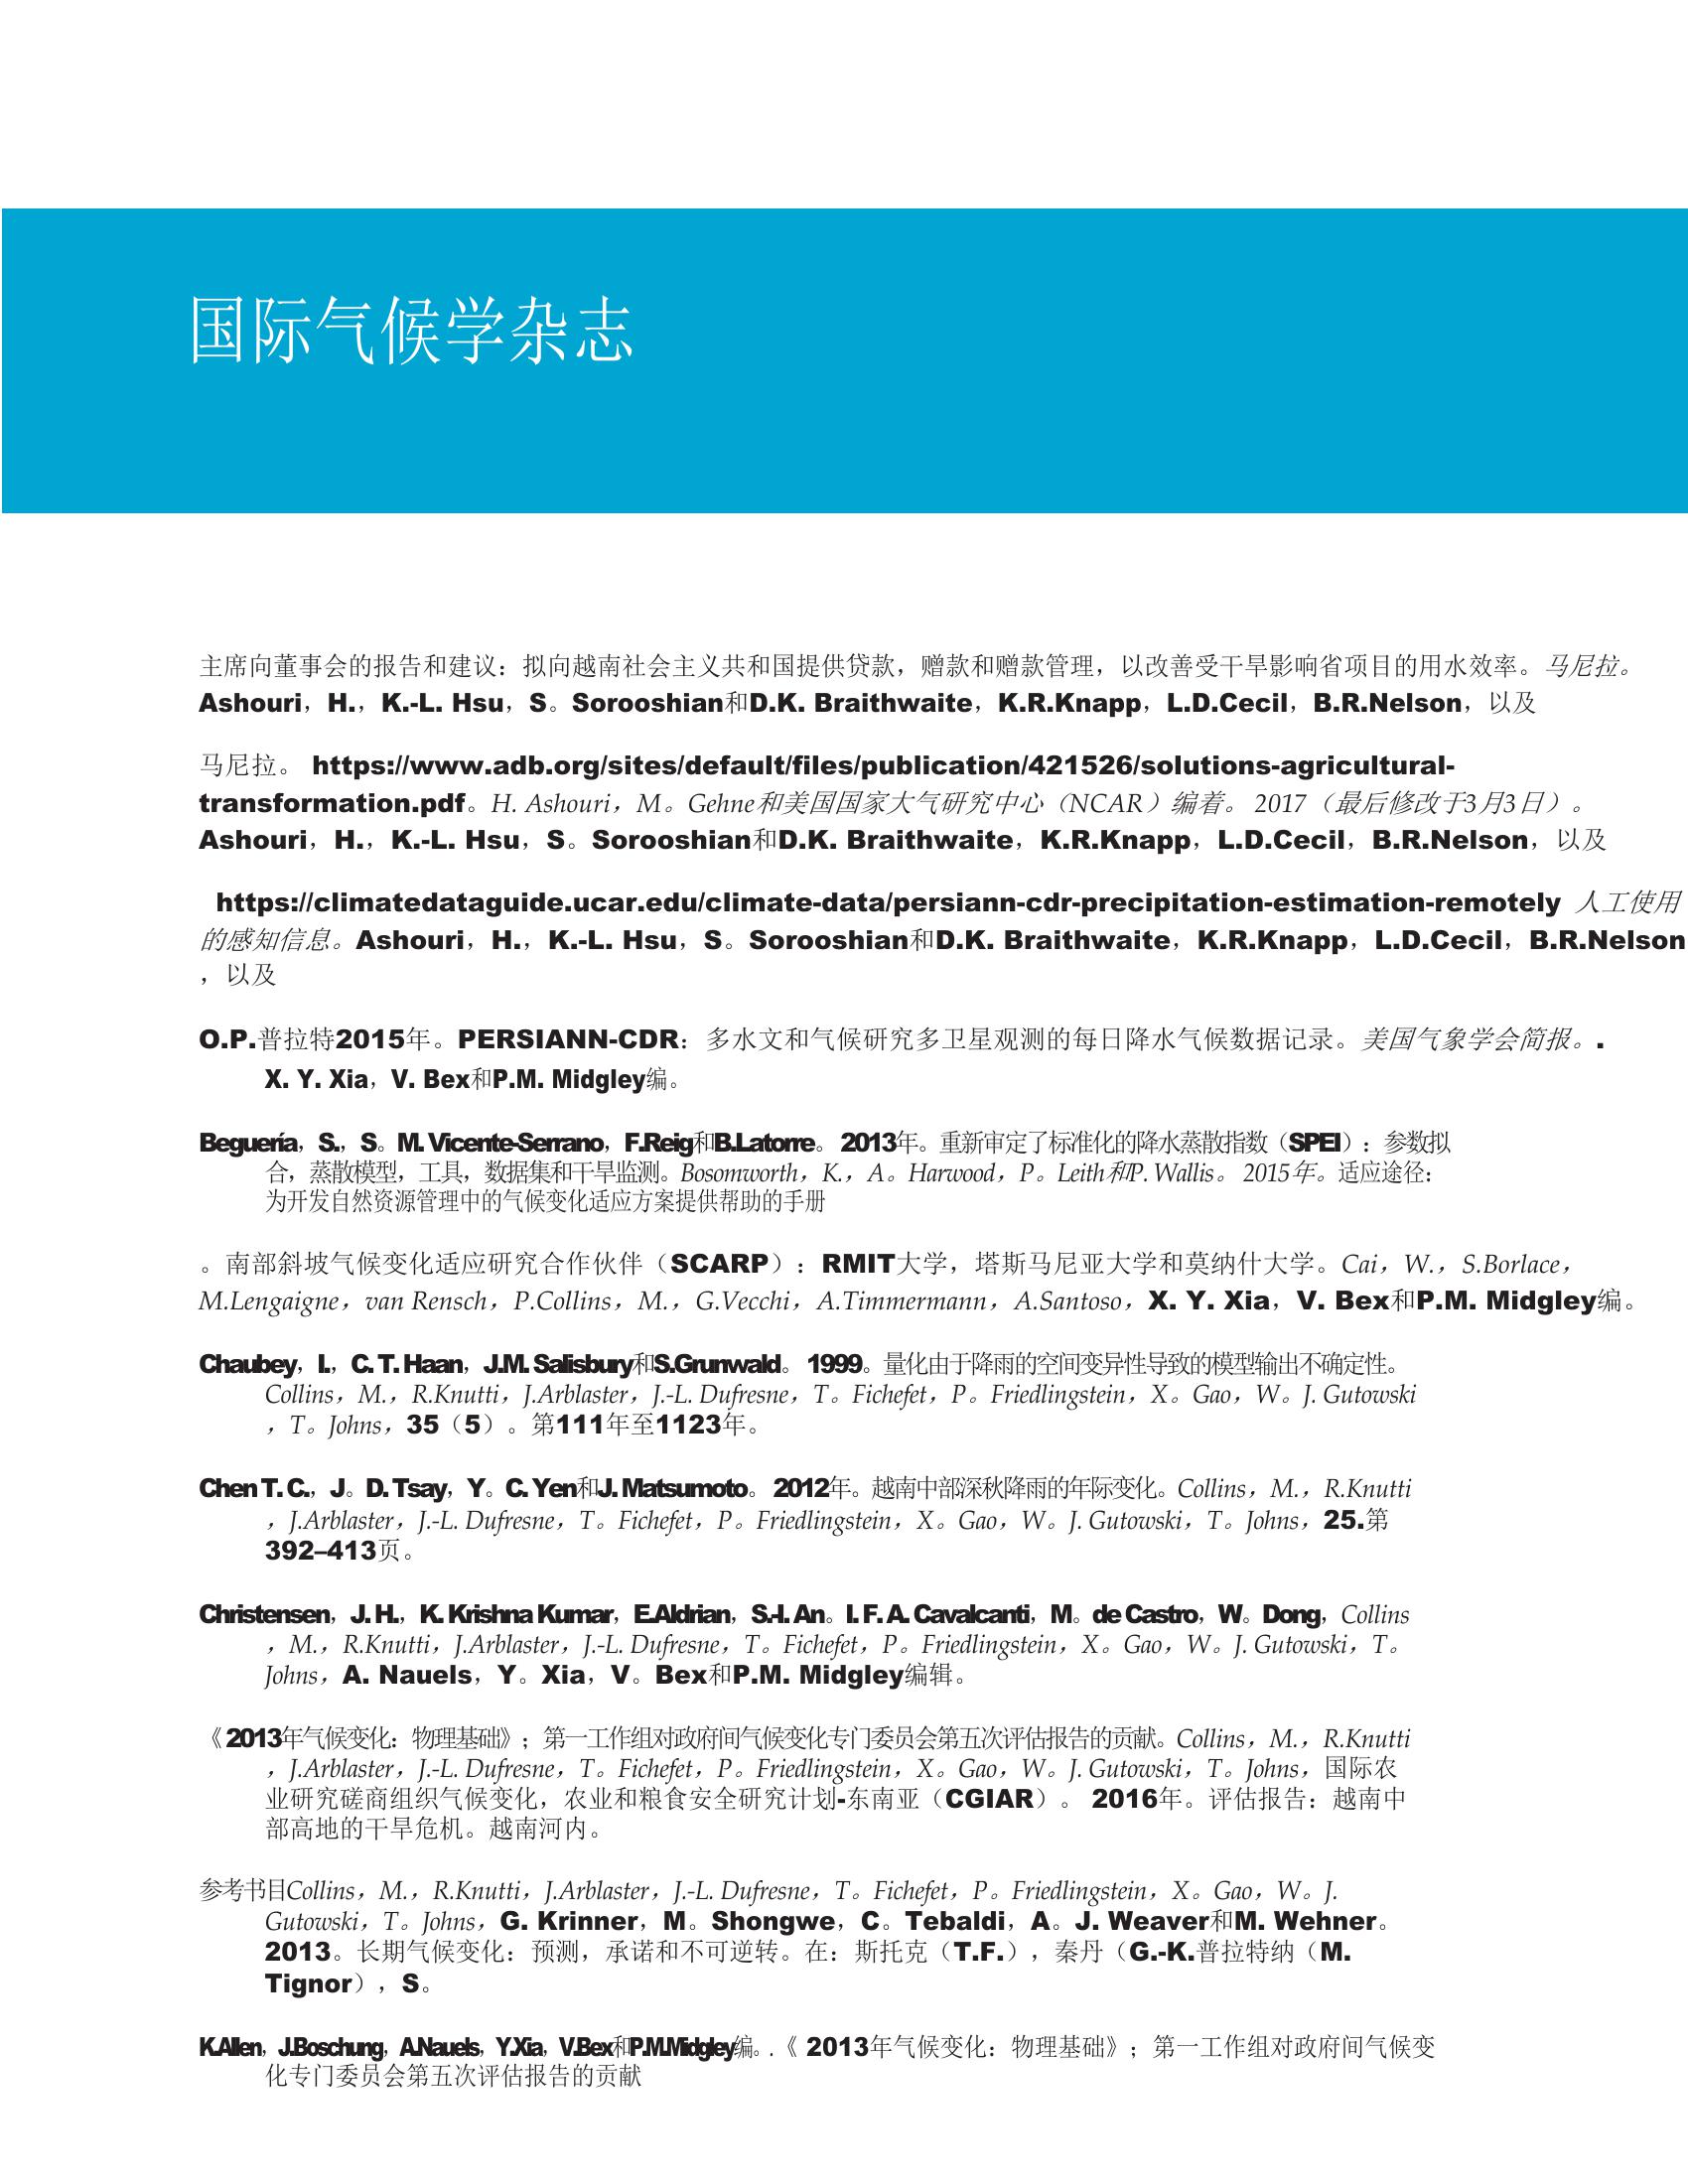 国际气候学杂志
主席向董事会的报告和建议：拟向越南社会主义共和国提供贷款，赠款和赠款管理，以改善受干旱影响省项目的用水效率。马尼拉。
Ashouri，H.，K.-L. Hsu，S。Sorooshian和D.K. Braithwaite，K.R.Knapp，L.D.Cecil，B.R.Nelson，以及
马尼拉。 https://www.adb.org/sites/default/files/publication/421526/solutions-agricultural-
transformation.pdf。H. Ashouri，M。Gehne和美国国家大气研究中心（NCAR）编着。 2017（最后修改于3月3日）。
Ashouri，H.，K.-L. Hsu，S。Sorooshian和D.K. Braithwaite，K.R.Knapp，L.D.Cecil，B.R.Nelson，以及
https://climatedataguide.ucar.edu/climate-data/persiann-cdr-precipitation-estimation-remotely 人工使用
的感知信息。Ashouri，H.，K.-L. Hsu，S。Sorooshian和D.K. Braithwaite，K.R.Knapp，L.D.Cecil，B.R.Nelson
，以及
O.P.普拉特2015年。PERSIANN-CDR：多水文和气候研究多卫星观测的每日降水气候数据记录。美国气象学会简报。.
X. Y. Xia，V. Bex和P.M. Midgley编。
Beguería，S.，S。M. Vicente-Serrano，F.Reig和B.Latorre。 2013年。重新审定了标准化的降水蒸散指数（SPEI）：参数拟
合，蒸散模型，工具，数据集和干旱监测。Bosomworth，K.，A。Harwood，P。Leith和P. Wallis。 2015年。适应途径：
为开发自然资源管理中的气候变化适应方案提供帮助的手册
。南部斜坡气候变化适应研究合作伙伴（SCARP）：RMIT大学，塔斯马尼亚大学和莫纳什大学。Cai，W.，S.Borlace，
M.Lengaigne，van Rensch，P.Collins，M.，G.Vecchi，A.Timmermann，A.Santoso，X. Y. Xia，V. Bex和P.M. Midgley编。
Chaubey，I.，C. T. Haan，J.M. Salisbury和S.Grunwald。 1999。量化由于降雨的空间变异性导致的模型输出不确定性。
Collins，M.，R.Knutti，J.Arblaster，J.-L. Dufresne，T。Fichefet，P。Friedlingstein，X。Gao，W。J. Gutowski
，T。Johns，35（5）。第111年至1123年。
Chen T. C.，J。D. Tsay，Y。C. Yen和J. Matsumoto。 2012年。越南中部深秋降雨的年际变化。Collins，M.，R.Knutti
，J.Arblaster，J.-L. Dufresne，T。Fichefet，P。Friedlingstein，X。Gao，W。J. Gutowski，T。Johns，25.第
392–413页。
Christensen，J. H.，K. Krishna Kumar，E.Aldrian，S.-I. An。I. F. A. Cavalcanti，M。de Castro，W。Dong，Collins
，M.，R.Knutti，J.Arblaster，J.-L. Dufresne，T。Fichefet，P。Friedlingstein，X。Gao，W。J. Gutowski，T。
Johns，A. Nauels，Y。Xia，V。Bex和P.M. Midgley编辑。
《 2013年气候变化：物理基础》；第一工作组对政府间气候变化专门委员会第五次评估报告的贡献。Collins，M.，R.Knutti
，J.Arblaster，J.-L. Dufresne，T。Fichefet，P。Friedlingstein，X。Gao，W。J. Gutowski，T。Johns，国际农
业研究磋商组织气候变化，农业和粮食安全研究计划-东南亚（CGIAR）。 2016年。评估报告：越南中
部高地的干旱危机。越南河内。
参考书目Collins，M.，R.Knutti，J.Arblaster，J.-L. Dufresne，T。Fichefet，P。Friedlingstein，X。Gao，W。J.
Gutowski，T。Johns，G. Krinner，M。Shongwe，C。Tebaldi，A。J. Weaver和M. Wehner。
2013。长期气候变化：预测，承诺和不可逆转。在：斯托克（T.F.），秦丹（G.-K.普拉特纳（M.
Tignor），S。
K.Allen，J.Boschung，A.Nauels，Y.Xia，V.Bex和P.M.Midgley编。.《 2013年气候变化：物理基础》；第一工作组对政府间气候变
化专门委员会第五次评估报告的贡献